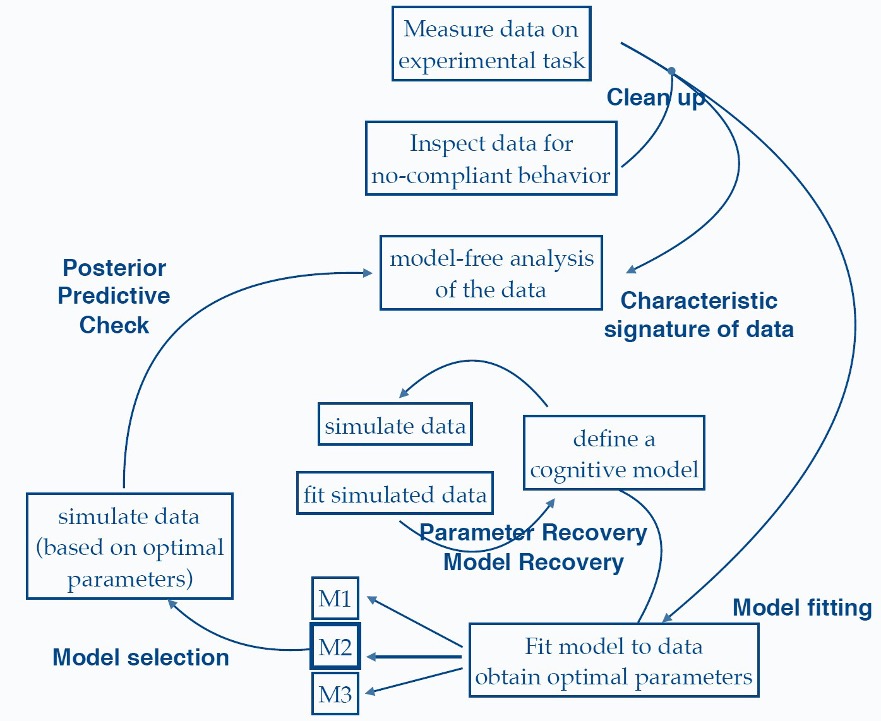 Measure data on
experimental task
Clean up
Inspect data for
no-compliant behavior
model-free analysis
of the data
Posterior
Predictive
Check
Characteristic
signature of data
simulate data
define a
cognitive model
fit simulated data
Parameter Recovery
Model Recovery
simulate data
(based on optimal
parameters)
M1
M2
M3
Model fitting
Fit model to data
obtain optimal parameters
Model selection